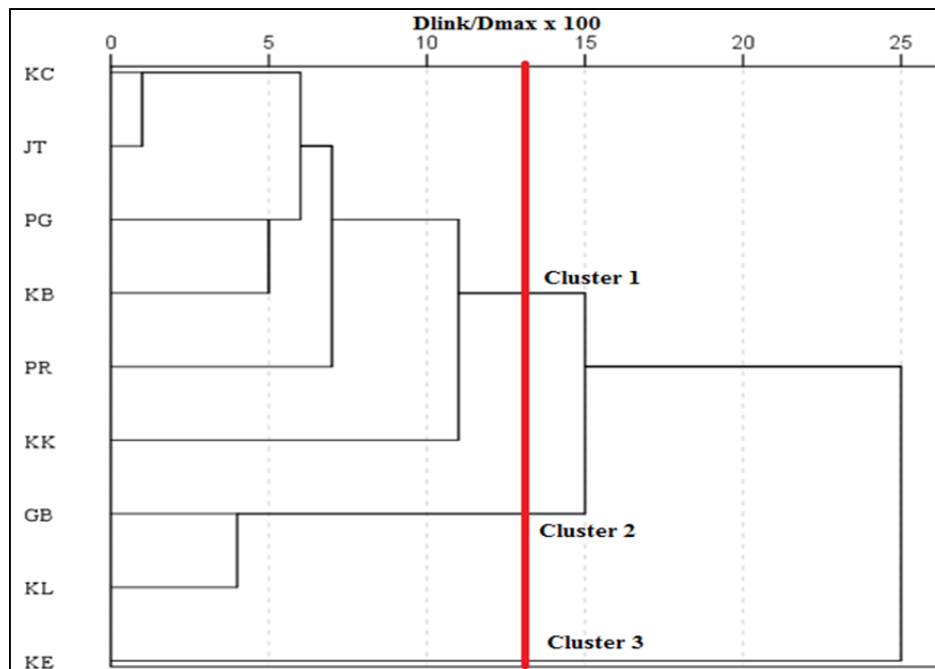 Dlink/Dmax x 100
0 5 10 15 20 25
KC
JT
PG
KB
Cluster 1
PR
KK
GB
Cluster 2
KL
Cluster 3
KE